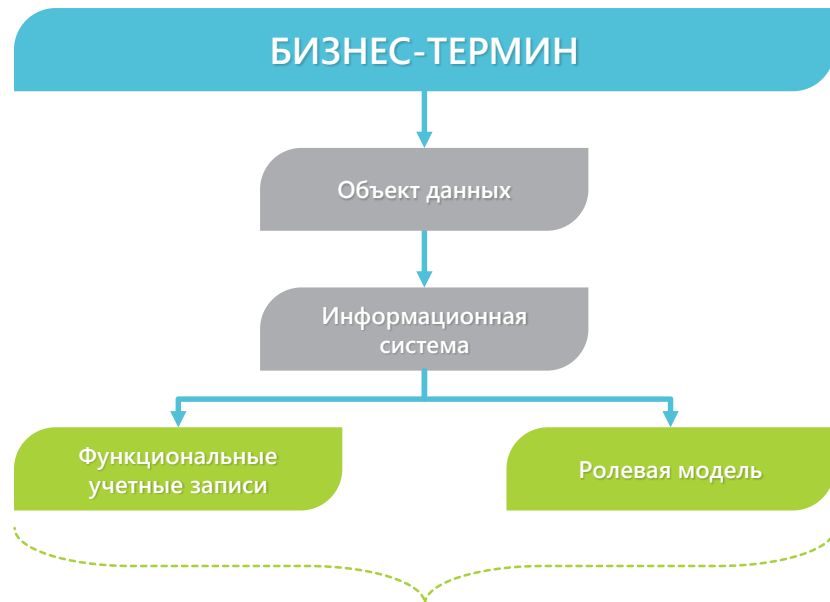 БИЗНЕС-ТЕРМИН
Объект данных
Информационная
система
Функциональные
учетные записи
Ролевая модель